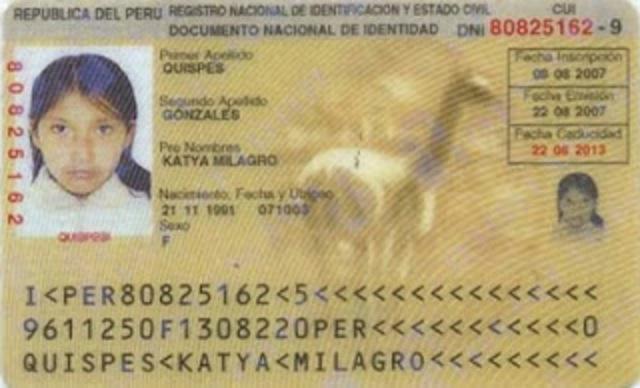 REPUBLICA DEL PERU REGISTRO NACIONAL DE IDENTIFICACION Y ESTADO CIVIL CUI
DOCUMENTO NACIONAL DE IDENTIDAD DNI 80825162 - 9
Primer Apellido
QUISPES
Segundo Apellido
GONZALES
Pre Nombres
KATYA MILAGRO
Nacimiento: Fecha y Ubigeo
21 11 1991 071003
Sexo
F
Fecha Inscripción
08 08 2007
Fecha Emisión
22 08 2007
Fecha Caducidad
22 08 2013
80825162
QUISPESI
I<PER80825162<5<<<<<<<<<<<<<<<
9611250F1308220PER<<<<<<<<<<<0
QUISPES<KATYA<MILAGRO<<<<<<<<<